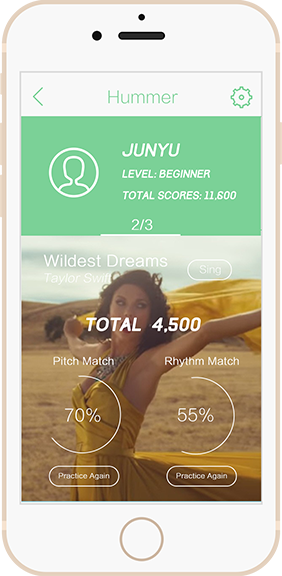 Hummer
JUNYU
LEVEL: BEGINNER
TOTAL SCORES: 11,600
2/3
Wildest Dreams
Taylor Swift
Sing
TOTAL 4,500
Pitch Match
Rhythm Match
70%
55%
Practice Again
Practice Again